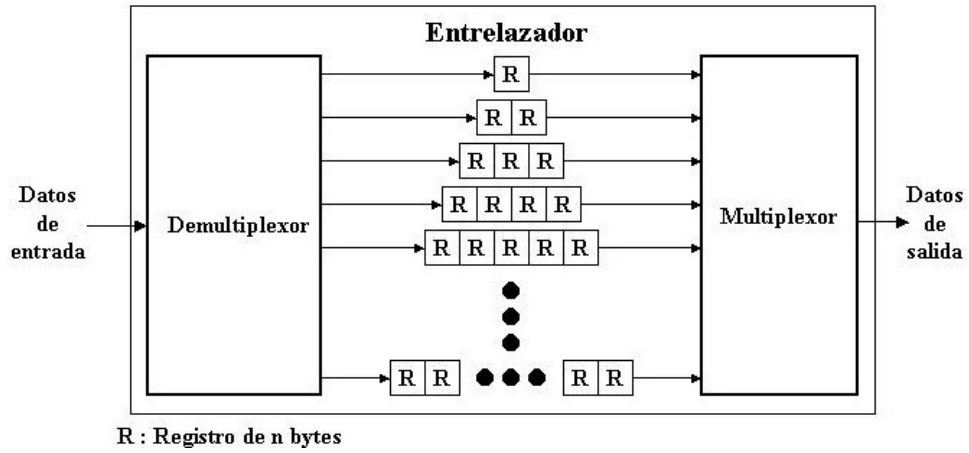 Entrelazador
R
R R
R R R
Datos
de
entrada
Demultiplexor
R R R R
Multiplexor
Datos
de
salida
R R R R R
R R R R
R : Registro de n bytes